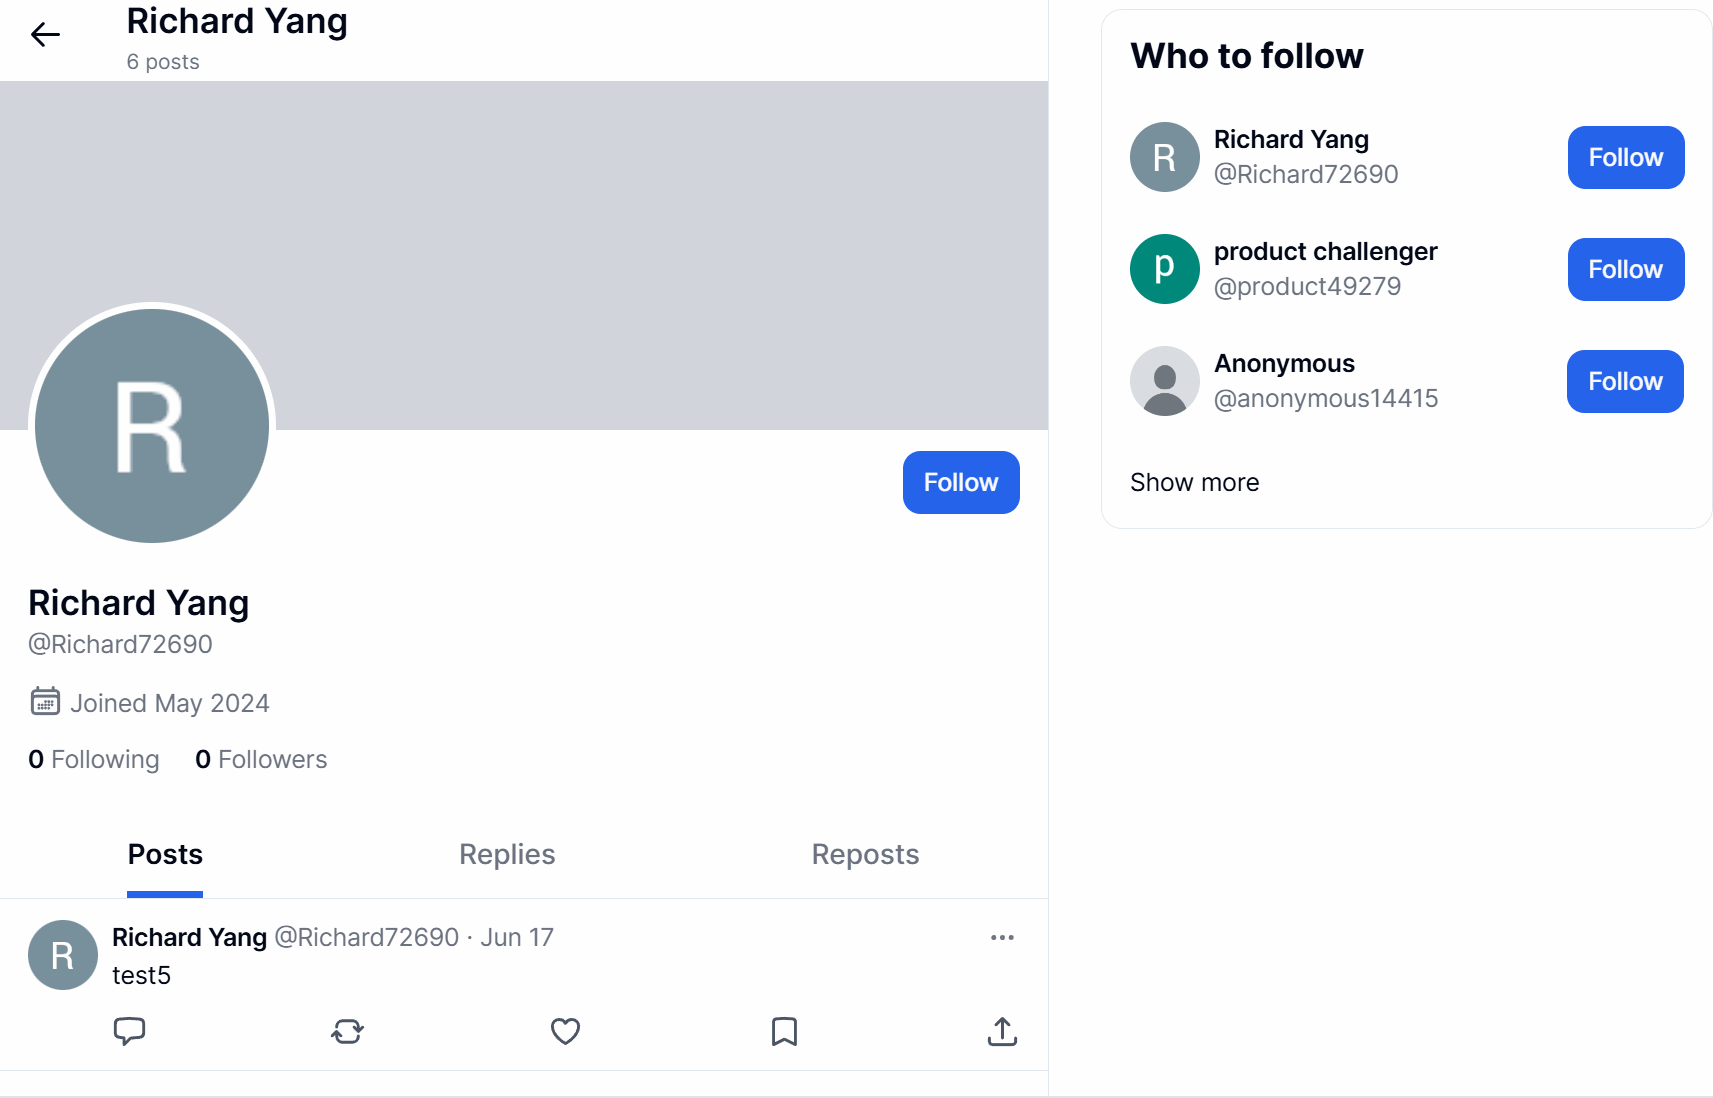 Richard Yang
6 posts
R
Follow
Richard Yang
@Richard72690
Joined May 2024
0 Following 0 Followers
Posts Replies Reposts
R
Richard Yang @Richard72690 · Jun 17
test5
Who to follow
R
Richard Yang
@Richard72690
Follow
p
product challenger
@product49279
Follow
Anonymous
@anonymous14415
Follow
Show more